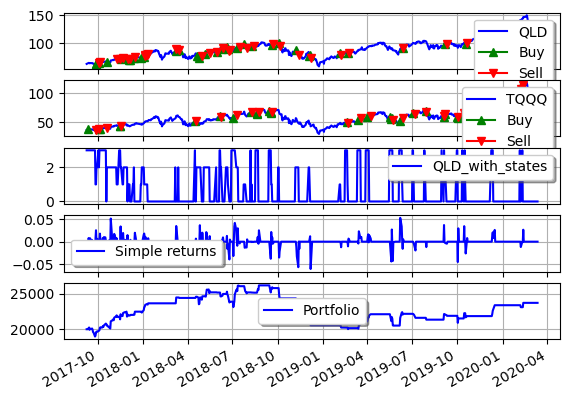 150
100
QLD
Buy
Sell
100
50
TQQQ
Buy
Sell
2
0
QLD_with_states
0.05
0.00
−0.05
Simple returns
25000
20000
Portfolio
2017-10
2018-01
2018-04
2018-07
2018-10
2019-01
2019-04
2019-07
2019-10
2020-01
2020-04